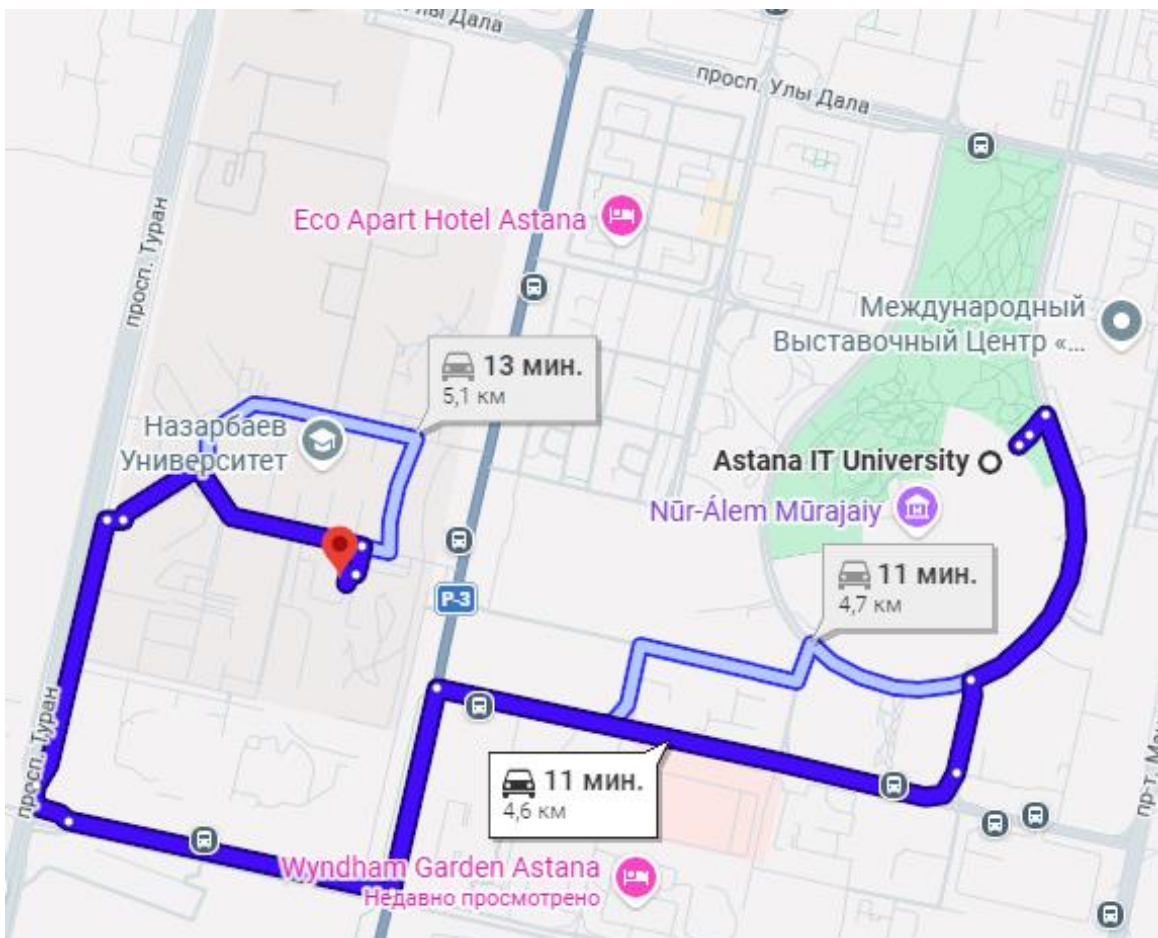 Улы Дала
просп. Улы Дала
просп. Туран
Eco Apart Hotel Astana
Международный
Выставочный Центр «...
13 мин.
5,1 км
Назарбаев
Университет
Astana IT University
Nūr-Álem Mūrajaiy
11 мин.
4,7 км
P-3
просп. Туран
11 мин.
4,6 км
Wyndham Garden Astana
Недавно просмотрено